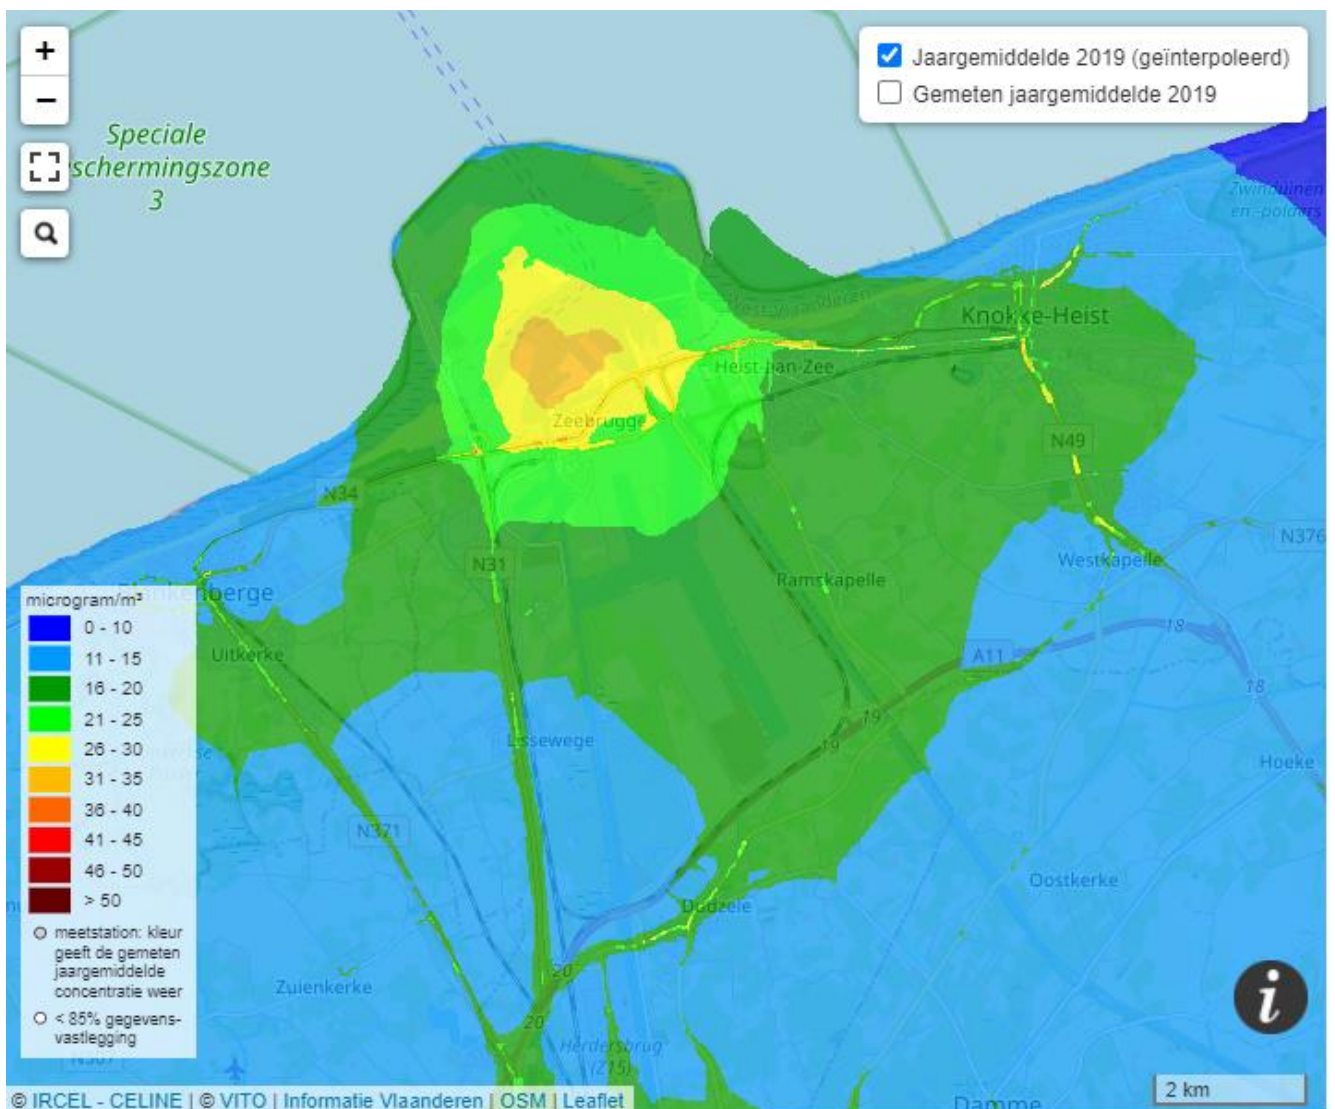 +
−
Speciale
schermingszone
3
Jaargemiddelde 2019 (geïnterpoleerd)
Gemeten jaargemiddelde 2019
Zwinduinen
en -polders
West-Vlaanderen
Knokke-Heist
Heist-aan-Zee
Zeebrugge
N49
N34
N376
N31
Westkapelle
Ramskapelle
Blankenberge
Uitkerke
18
A11
18
19
19
Lissewege
Hoeke
N371
Oostkerke
Dudzele
20
Zuienkerke
20
Herdersbrug
(Z15)
Damme
microgram/m³
0 - 10
11 - 15
16 - 20
21 - 25
26 - 30
31 - 35
36 - 40
41 - 45
46 - 50
> 50
meetstation: kleur
geeft de gemeten
jaargemiddelde
concentratie weer
< 85% gegevens-
vastlegging
i
2 km
© IRCEL - CELINE | © VITO | Informatie Vlaanderen | OSM | Leaflet